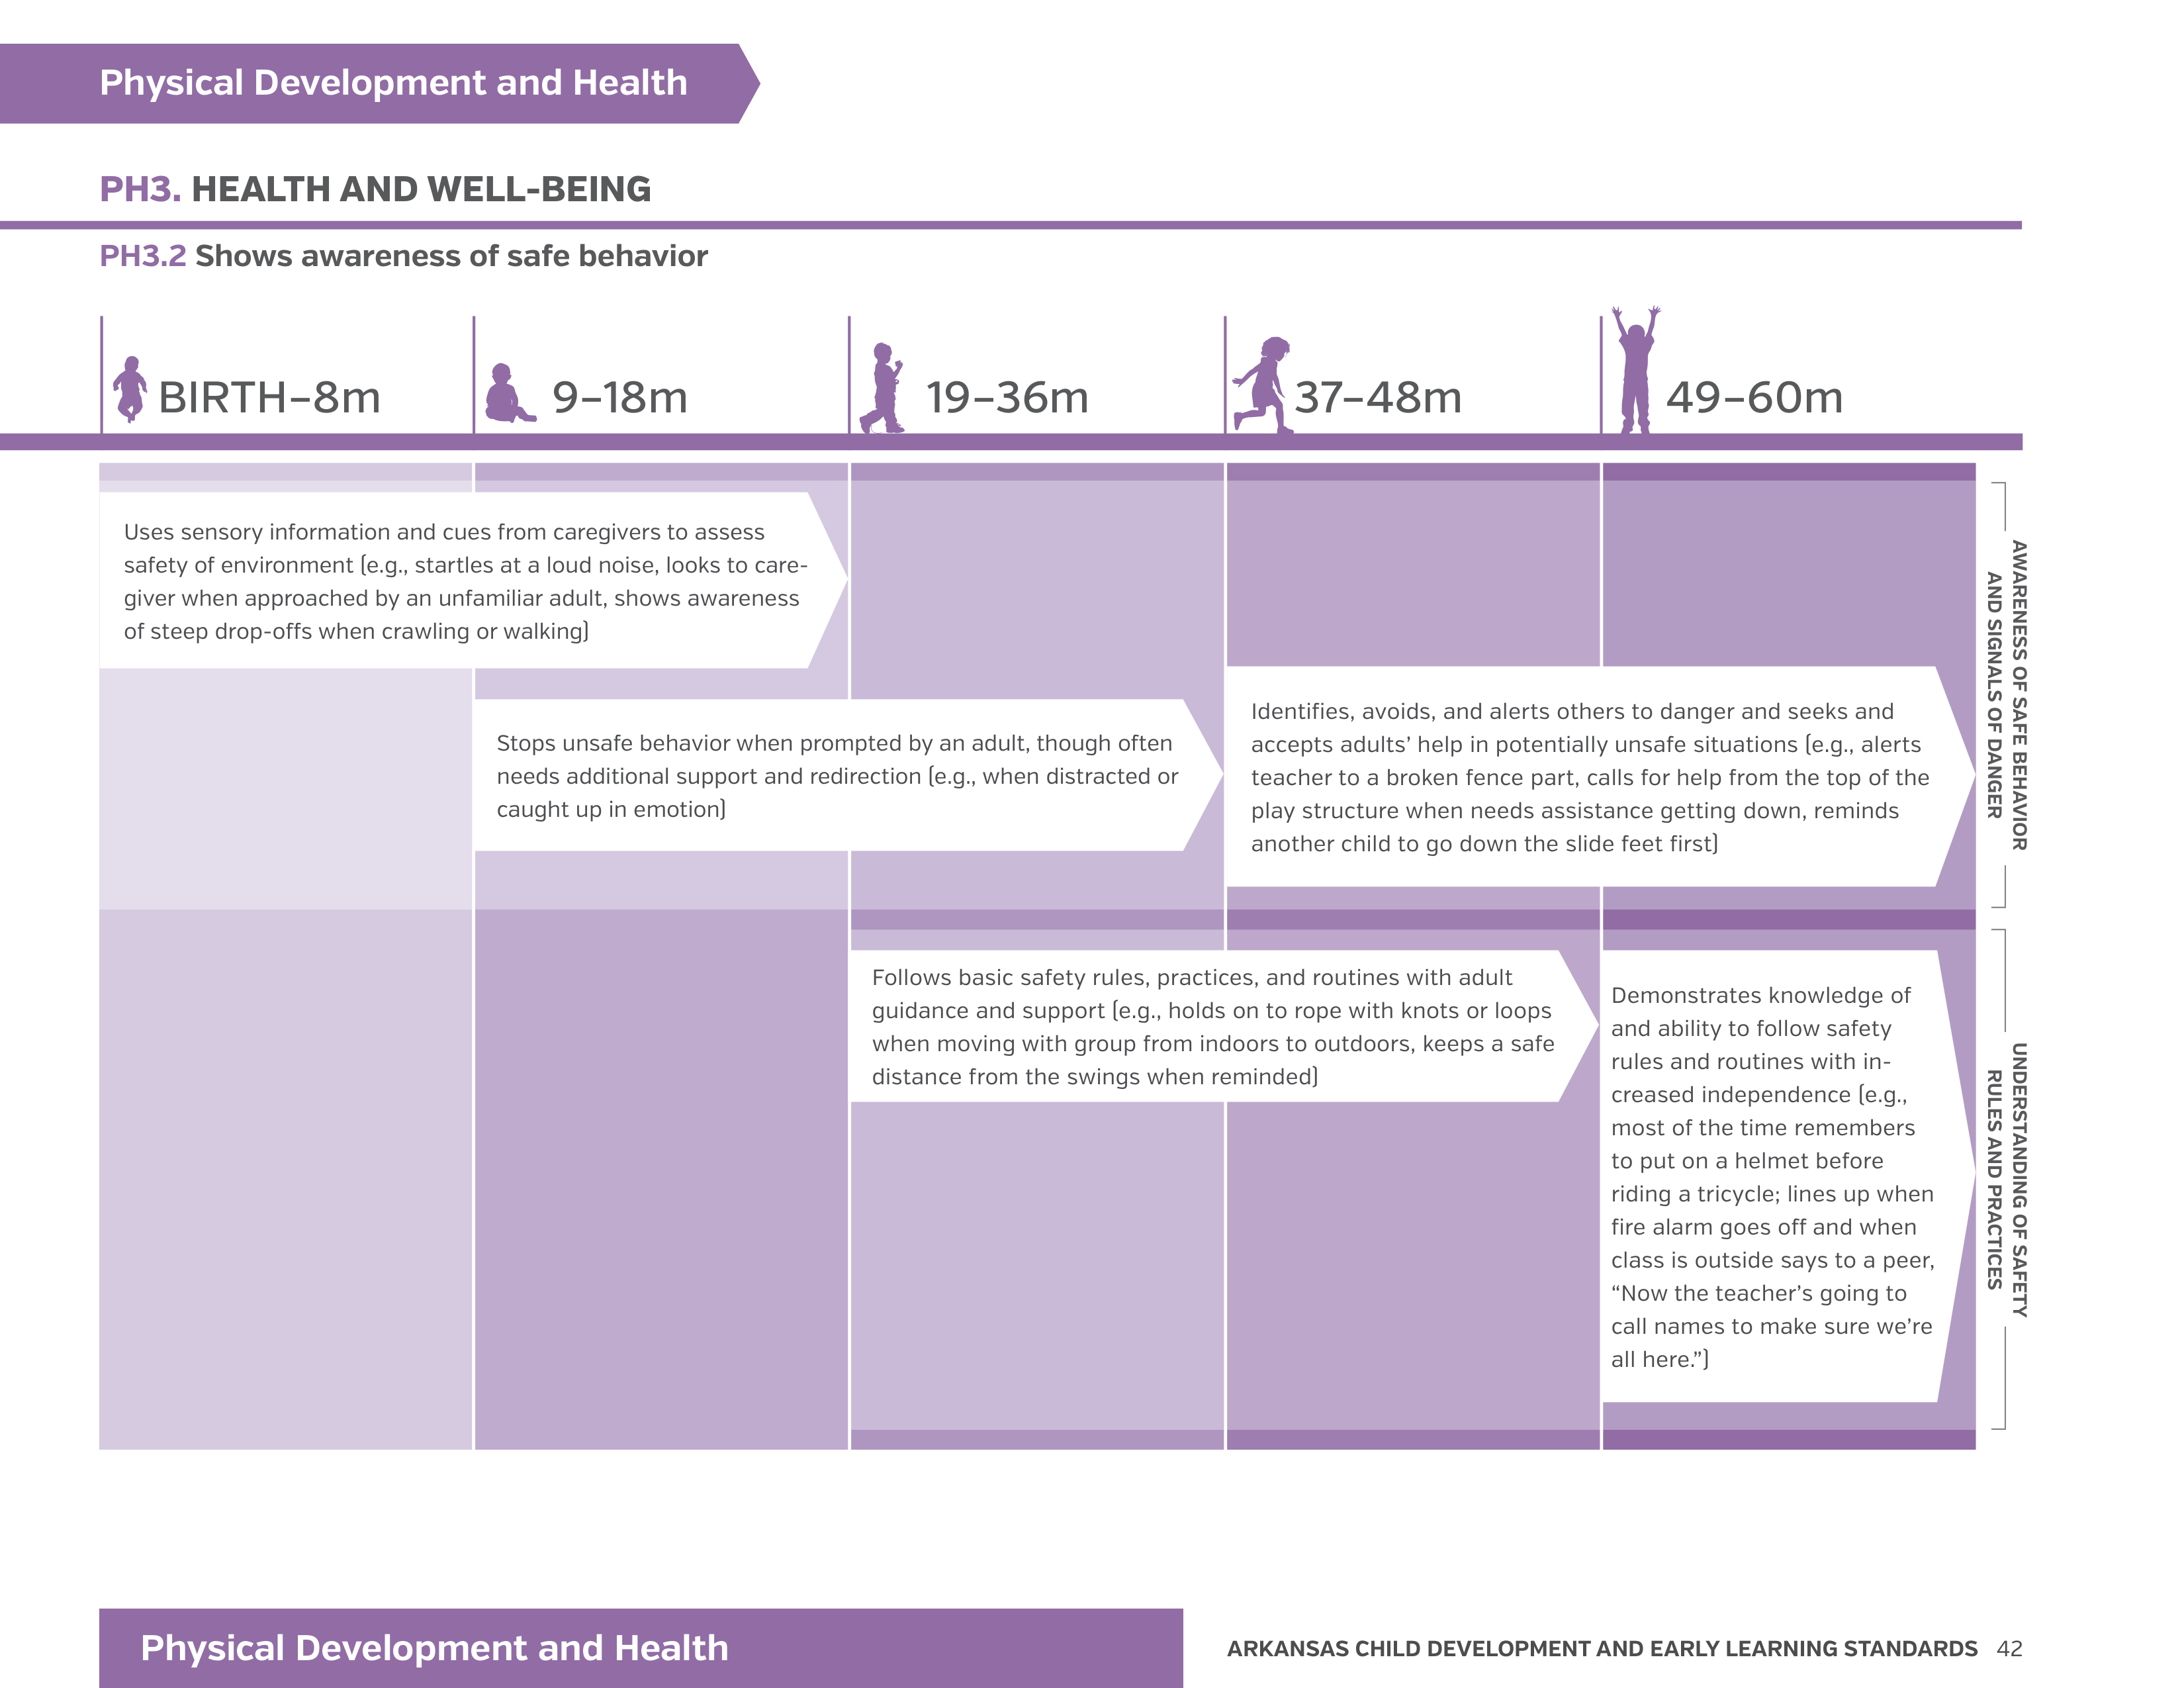 Physical Development and Health
PH3. HEALTH AND WELL-BEING
PH3.2 Shows awareness of safe behavior
BIRTH–8m
9–18m
19–36m
37–48m
49–60m
Uses sensory information and cues from caregivers to assess
safety of environment (e.g., startles at a loud noise, looks to care-
giver when approached by an unfamiliar adult, shows awareness
of steep drop-offs when crawling or walking)
Stops unsafe behavior when prompted by an adult, though often
needs additional support and redirection (e.g., when distracted or
caught up in emotion)
Identifies, avoids, and alerts others to danger and seeks and
accepts adults’ help in potentially unsafe situations (e.g., alerts
teacher to a broken fence part, calls for help from the top of the
play structure when needs assistance getting down, reminds
another child to go down the slide feet first)
AWARENESS OF SAFE BEHAVIOR
AND SIGNALS OF DANGER
Follows basic safety rules, practices, and routines with adult
guidance and support (e.g., holds on to rope with knots or loops
when moving with group from indoors to outdoors, keeps a safe
distance from the swings when reminded)
Demonstrates knowledge of
and ability to follow safety
rules and routines with in-
creased independence (e.g.,
most of the time remembers
to put on a helmet before
riding a tricycle; lines up when
fire alarm goes off and when
class is outside says to a peer,
“Now the teacher’s going to
call names to make sure we’re
all here.”)
UNDERSTANDING OF SAFETY
RULES AND PRACTICES
Physical Development and Health
ARKANSAS CHILD DEVELOPMENT AND EARLY LEARNING STANDARDS 42